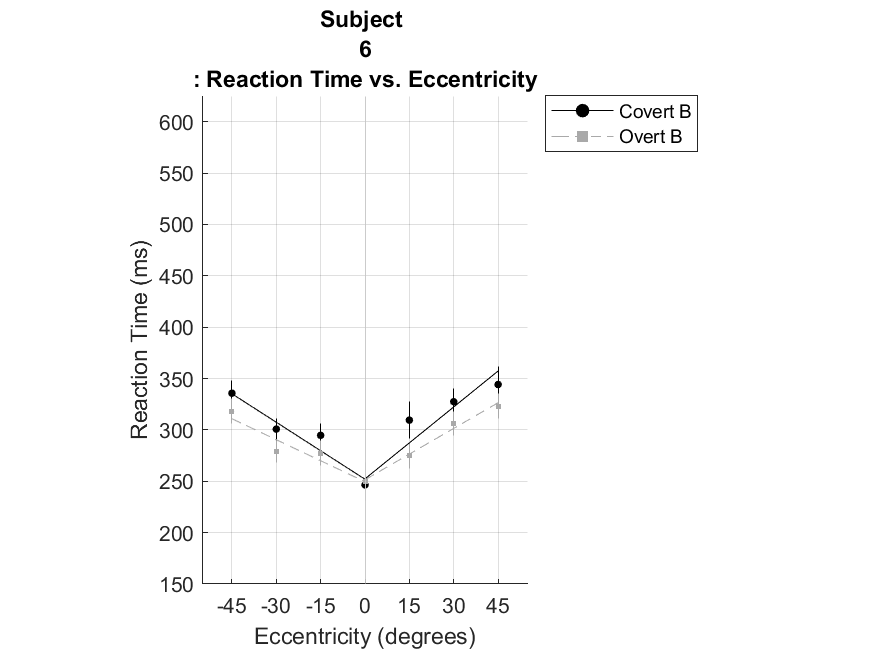 Subject
6
: Reaction Time vs. Eccentricity
Covert B
Overt B
600
550
500
450
400
350
300
250
200
150
Reaction Time (ms)
-45 -30 -15 0 15 30 45
Eccentricity (degrees)